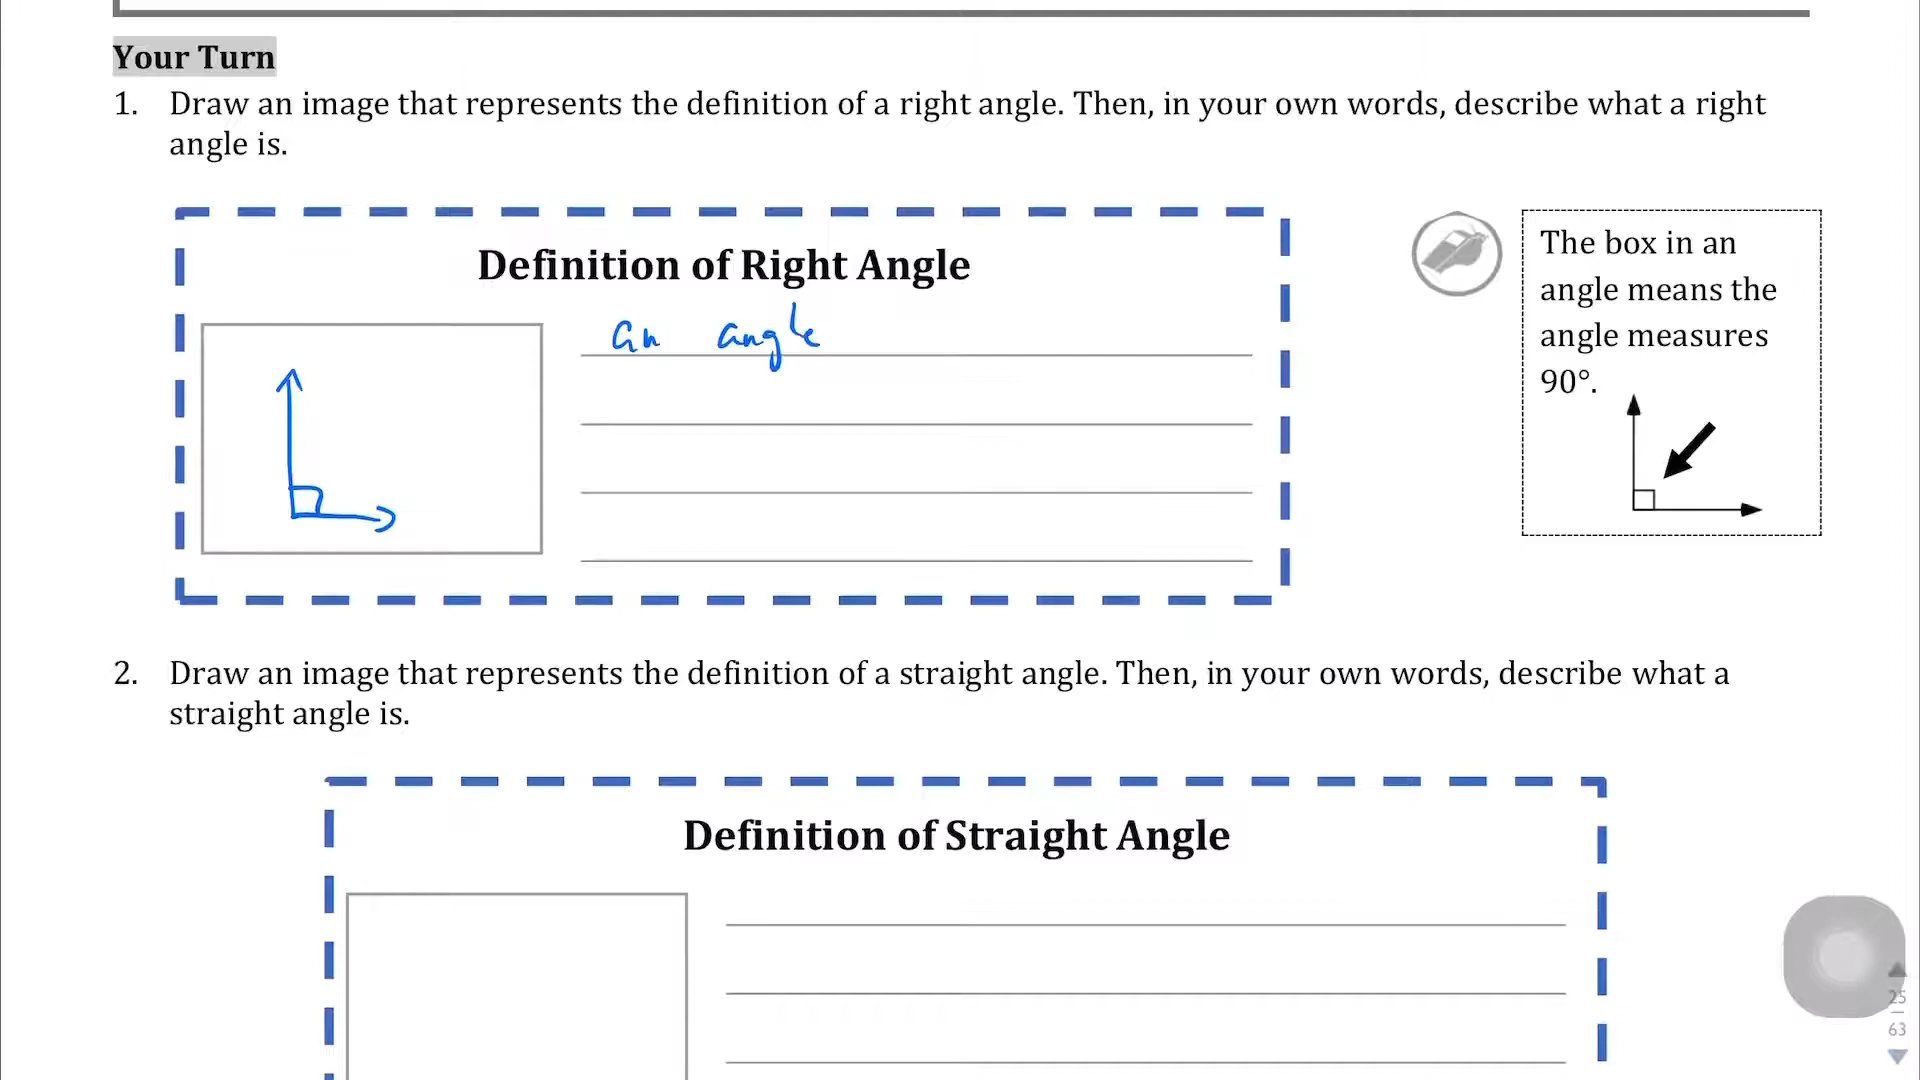 Your Turn
1. Draw an image that represents the definition of a right angle. Then, in your own words, describe what a right
angle is.
Definition of Right Angle
an angle
The box in an
angle means the
angle measures
90°.
2. Draw an image that represents the definition of a straight angle. Then, in your own words, describe what a
straight angle is.
Definition of Straight Angle
25
63